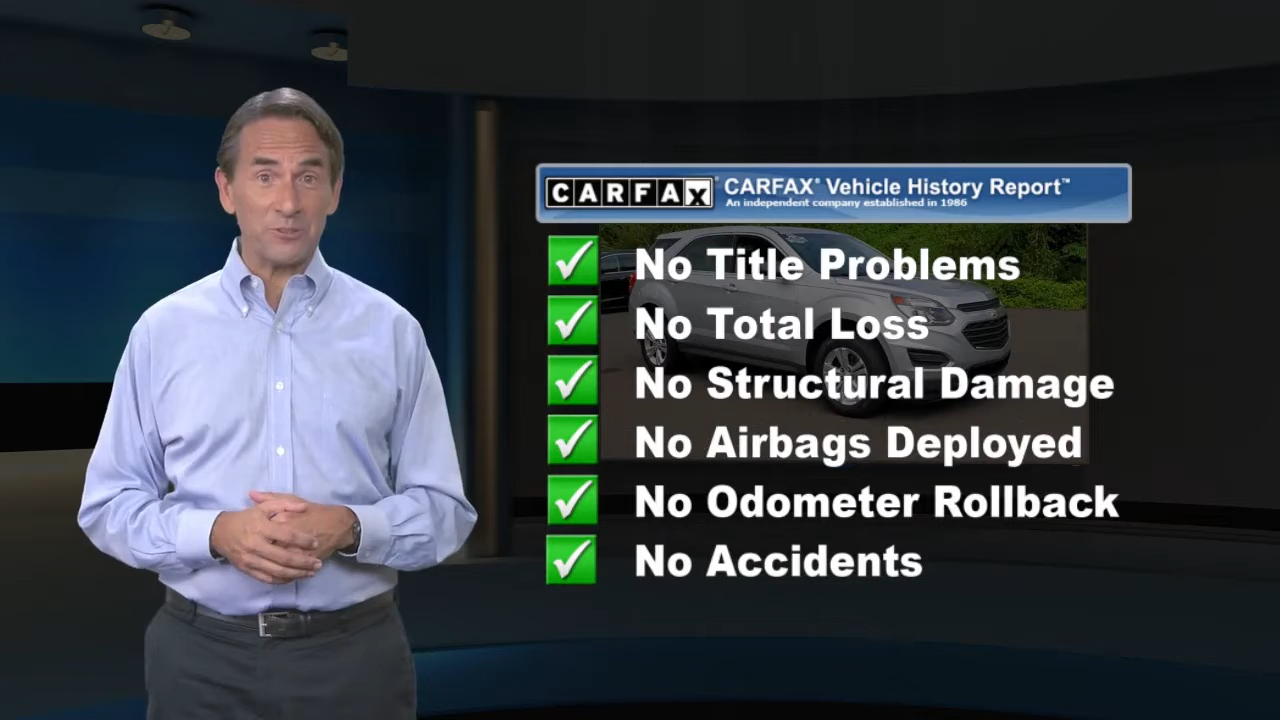 CARFAX® CARFAX® Vehicle History Report™
An independent company established in 1986
No Title Problems
No Total Loss
No Structural Damage
No Airbags Deployed
No Odometer Rollback
No Accidents